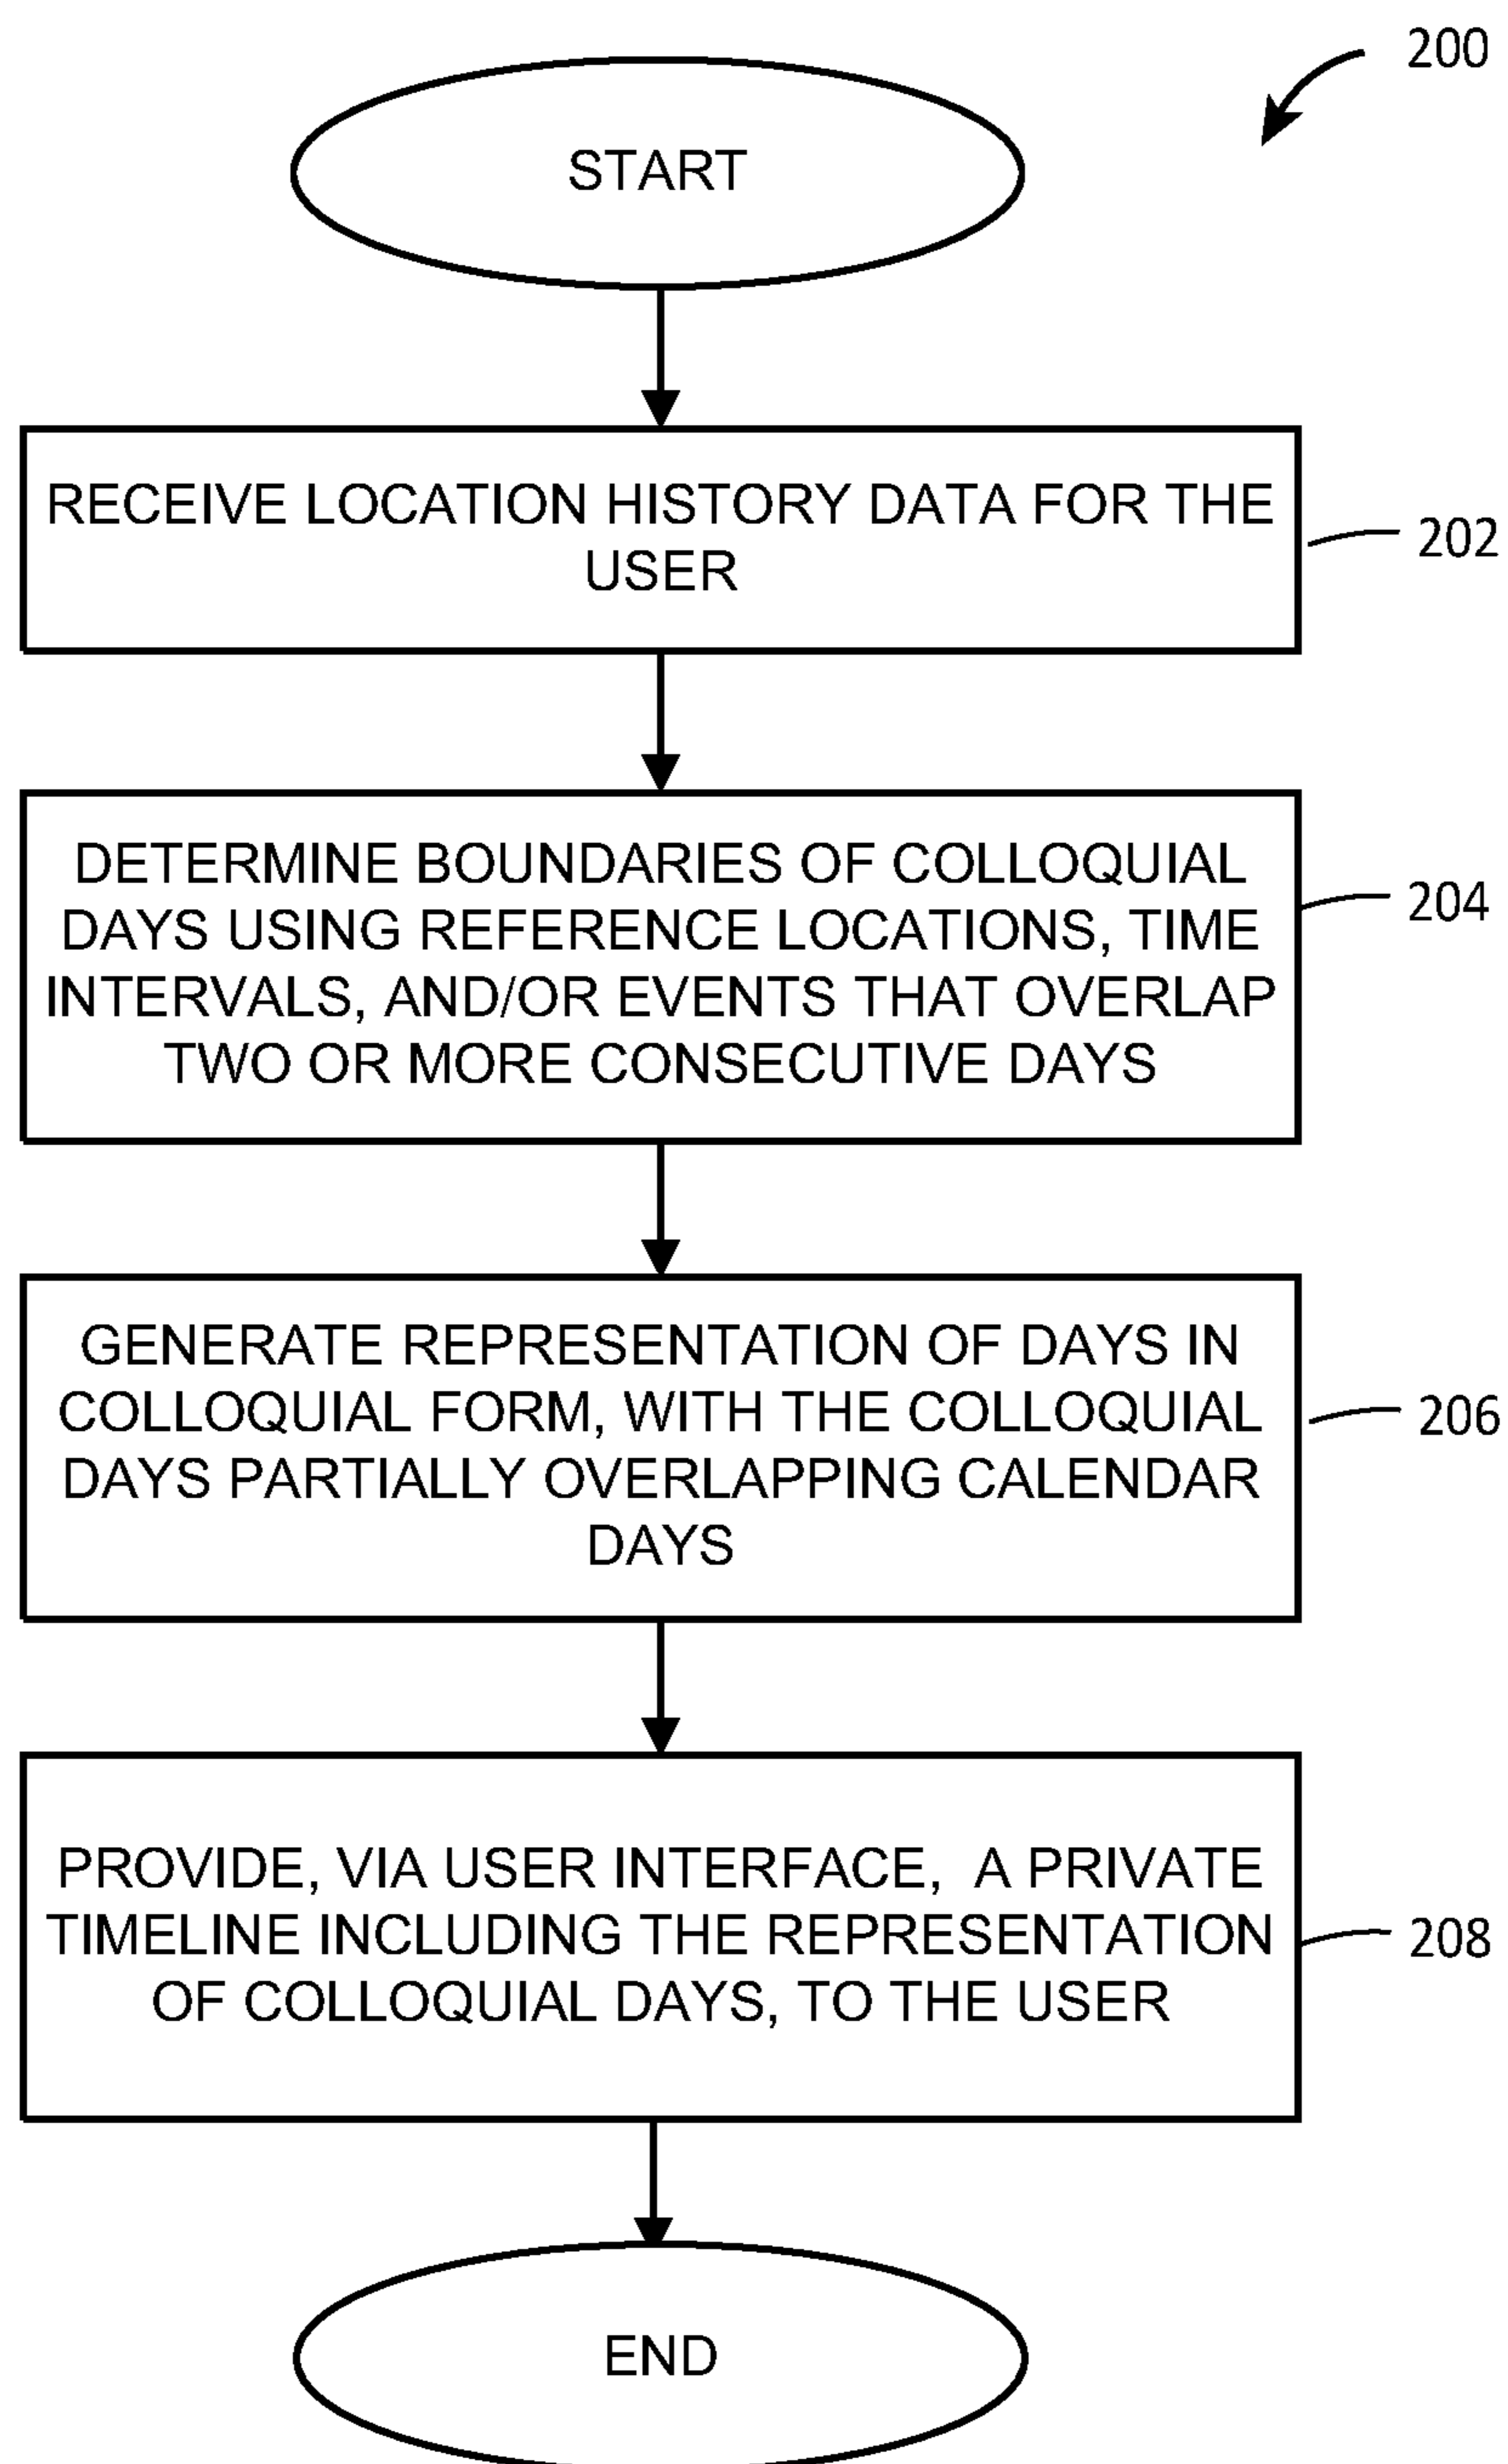 200
START
RECEIVE LOCATION HISTORY DATA FOR THE
USER
202
DETERMINE BOUNDARIES OF COLLOQUIAL
DAYS USING REFERENCE LOCATIONS, TIME
INTERVALS, AND/OR EVENTS THAT OVERLAP
TWO OR MORE CONSECUTIVE DAYS
204
GENERATE REPRESENTATION OF DAYS IN
COLLOQUIAL FORM, WITH THE COLLOQUIAL
DAYS PARTIALLY OVERLAPPING CALENDAR
DAYS
206
PROVIDE, VIA USER INTERFACE, A PRIVATE
TIMELINE INCLUDING THE REPRESENTATION
OF COLLOQUIAL DAYS, TO THE USER
208
END